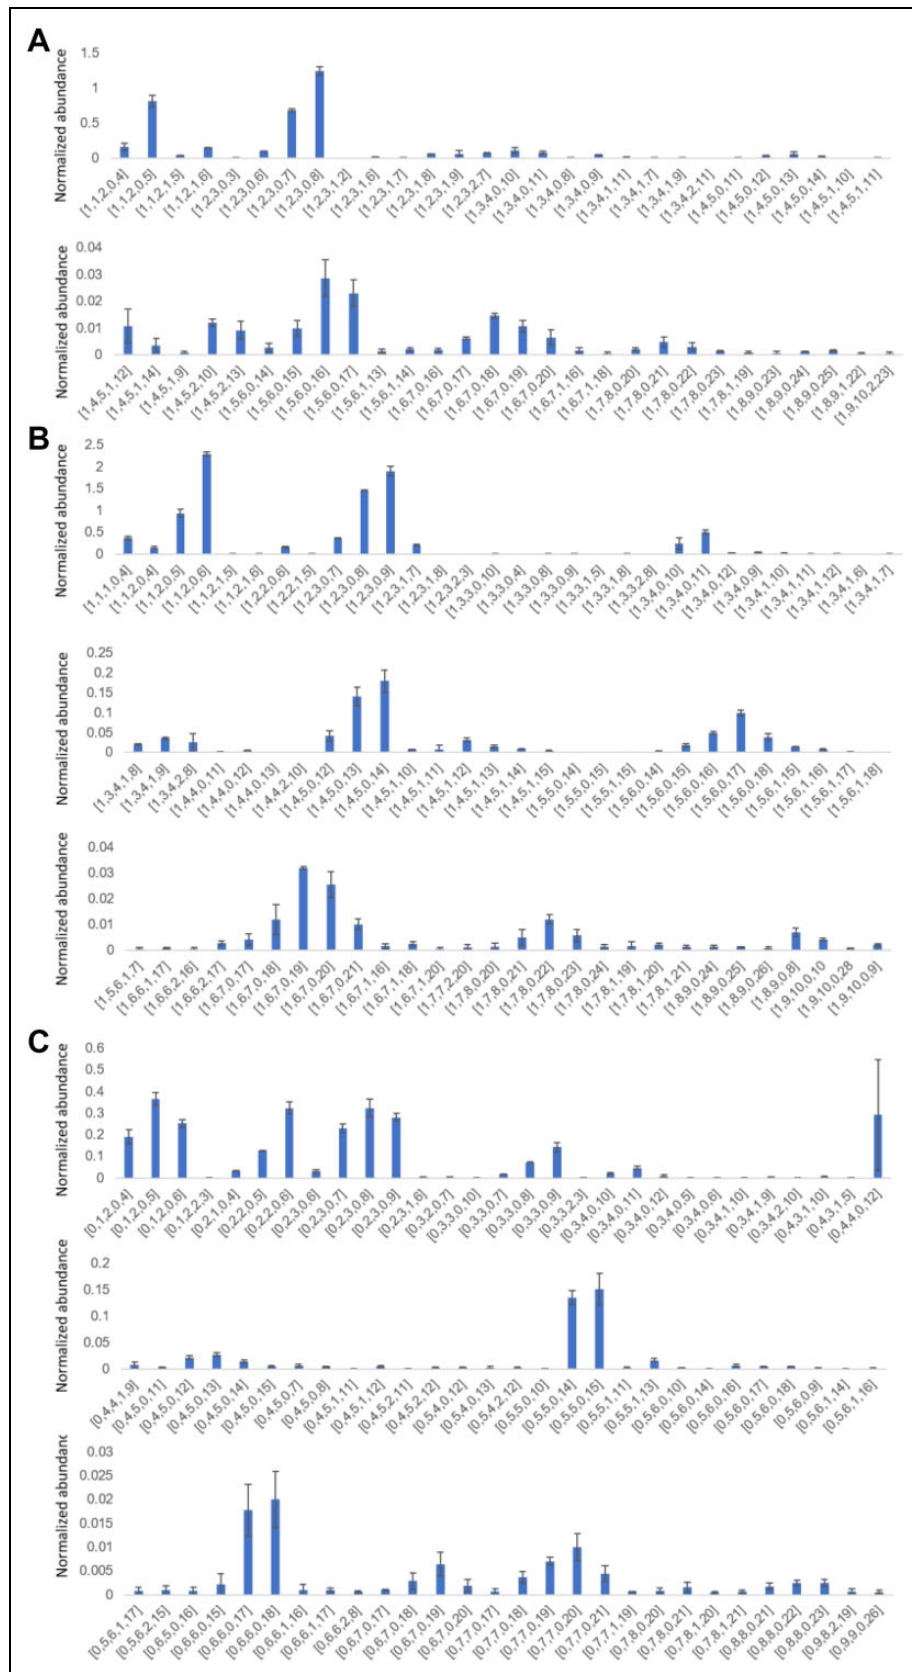 A
Normalized abundance
1.5
1
0.5
0
[1,1,2,0,4] [1,1,2,0,5] [1,1,2,1,5] [1,1,2,1,6] [1,2,3,0,3] [1,2,3,0,6] [1,2,3,0,7] [1,2,3,0,8] [1,2,3,1,2] [1,2,3,1,6] [1,2,3,1,7] [1,2,3,1,8] [1,2,3,1,9] [1,2,3,2,7] [1,3,4,0,10] [1,3,4,0,11] [1,3,4,0,8] [1,3,4,0,9] [1,3,4,1,11] [1,3,4,1,7] [1,3,4,1,9] [1,3,4,2,11] [1,4,5,0,11] [1,4,5,0,12] [1,4,5,0,13] [1,4,5,0,14] [1,4,5,1,10] [1,4,5,1,11]
Normalized abundance
0.04
0.03
0.02
0.01
0
[1,4,5,1,12] [1,4,5,1,14] [1,4,5,1,9] [1,4,5,2,10] [1,4,5,2,13] [1,5,6,0,14] [1,5,6,0,15] [1,5,6,0,16] [1,5,6,0,17] [1,5,6,1,13] [1,5,6,1,14] [1,6,7,0,16] [1,6,7,0,17] [1,6,7,0,18] [1,6,7,0,19] [1,6,7,0,20] [1,6,7,1,16] [1,6,7,1,18] [1,7,8,0,20] [1,7,8,0,21] [1,7,8,0,22] [1,7,8,0,23] [1,7,8,1,19] [1,8,9,0,23] [1,8,9,0,24] [1,8,9,0,25] [1,8,9,1,22] [1,9,10,2,23]
B
Normalized abundance
2.5
2
1.5
1
0.5
0
[1,1,1,0,4] [1,1,2,0,4] [1,1,2,0,5] [1,1,2,0,6] [1,1,2,1,5] [1,1,2,1,6] [1,2,2,0,6] [1,2,2,1,5] [1,2,3,0,7] [1,2,3,0,8] [1,2,3,0,9] [1,2,3,1,7] [1,2,3,1,8] [1,2,3,2,3] [1,3,3,0,10] [1,3,3,0,4] [1,3,3,0,8] [1,3,3,0,9] [1,3,3,1,5] [1,3,3,1,8] [1,3,3,2,8] [1,3,4,0,10] [1,3,4,0,11] [1,3,4,0,12] [1,3,4,0,9] [1,3,4,1,10] [1,3,4,1,11] [1,3,4,1,12] [1,3,4,1,6] [1,3,4,1,7]
Normalized abundance
0.25
0.2
0.15
0.1
0.05
0
[1,3,4,1,8] [1,3,4,1,9] [1,3,4,2,8] [1,4,4,0,11] [1,4,4,0,12] [1,4,4,0,13] [1,4,4,2,10] [1,4,5,0,12] [1,4,5,0,13] [1,4,5,0,14] [1,4,5,1,10] [1,4,5,1,11] [1,4,5,1,12] [1,4,5,1,13] [1,4,5,1,14] [1,4,5,1,15] [1,5,5,0,14] [1,5,5,0,15] [1,5,5,1,15] [1,5,6,0,14] [1,5,6,0,15] [1,5,6,0,16] [1,5,6,0,17] [1,5,6,0,18] [1,5,6,1,15] [1,5,6,1,16] [1,5,6,1,17] [1,5,6,1,18]
Normalized abundance
0.04
0.03
0.02
0.01
0
[1,5,6,1,7] [1,6,6,1,17] [1,6,6,2,16] [1,6,6,2,17] [1,6,7,0,17] [1,6,7,0,18] [1,6,7,0,19] [1,6,7,0,20] [1,6,7,0,21] [1,6,7,1,16] [1,6,7,1,18] [1,6,7,1,20] [1,7,7,2,20] [1,7,8,0,20] [1,7,8,0,21] [1,7,8,0,22] [1,7,8,0,23] [1,7,8,0,24] [1,7,8,1,19] [1,7,8,1,20] [1,7,8,1,21] [1,8,9,0,24] [1,8,9,0,25] [1,8,9,0,26] [1,8,9,0,8] [1,9,10,0,10 [1,9,10,0,28 [1,9,10,0,9]
C
Normalized abundance
0.6
0.5
0.4
0.3
0.2
0.1
0
[0,1,2,0,4] [0,1,2,0,5] [0,1,2,0,6] [0,1,2,2,3] [0,2,1,0,4] [0,2,2,0,5] [0,2,2,0,6] [0,2,3,0,6] [0,2,3,0,7] [0,2,3,0,8] [0,2,3,0,9] [0,2,3,1,6] [0,3,2,0,7] [0,3,3,0,10] [0,3,3,0,7] [0,3,3,0,8] [0,3,3,0,9] [0,3,3,2,3] [0,3,4,0,10] [0,3,4,0,11] [0,3,4,0,12] [0,3,4,0,5] [0,3,4,0,6] [0,3,4,1,10] [0,3,4,1,9] [0,3,4,2,10] [0,4,3,1,10] [0,4,3,1,5] [0,4,4,0,12]
Normalized abundance
0.2
0.15
0.1
0.05
0
[0,4,4,1,9] [0,4,5,0,11] [0,4,5,0,12] [0,4,5,0,13] [0,4,5,0,14] [0,4,5,0,15] [0,4,5,0,7] [0,4,5,0,8] [0,4,5,1,11] [0,4,5,1,12] [0,4,5,2,11] [0,4,5,2,12] [0,5,4,0,12] [0,5,4,0,13] [0,5,4,2,12] [0,5,5,0,10] [0,5,5,0,14] [0,5,5,0,15] [0,5,5,1,11] [0,5,5,1,13] [0,5,6,0,10] [0,5,6,0,14] [0,5,6,0,16] [0,5,6,0,17] [0,5,6,0,18] [0,5,6,0,9] [0,5,6,1,14] [0,5,6,1,16]
Normalized abundanc
0.03
0.025
0.02
0.015
0.01
0.005
0
[0,5,6,1,17] [0,5,6,2,15] [0,6,5,0,16] [0,6,6,0,15] [0,6,6,0,17] [0,6,6,0,18] [0,6,6,1,16] [0,6,6,1,17] [0,6,6,2,8] [0,6,7,0,17] [0,6,7,0,18] [0,6,7,0,19] [0,6,7,0,20] [0,7,7,0,17] [0,7,7,0,18] [0,7,7,0,19] [0,7,7,0,20] [0,7,7,0,21] [0,7,7,1,19] [0,7,8,0,20] [0,7,8,0,21] [0,7,8,1,20] [0,7,8,1,21] [0,8,8,0,21] [0,8,8,0,22] [0,8,8,0,23] [0,9,8,2,19] [0,9,9,0,26]